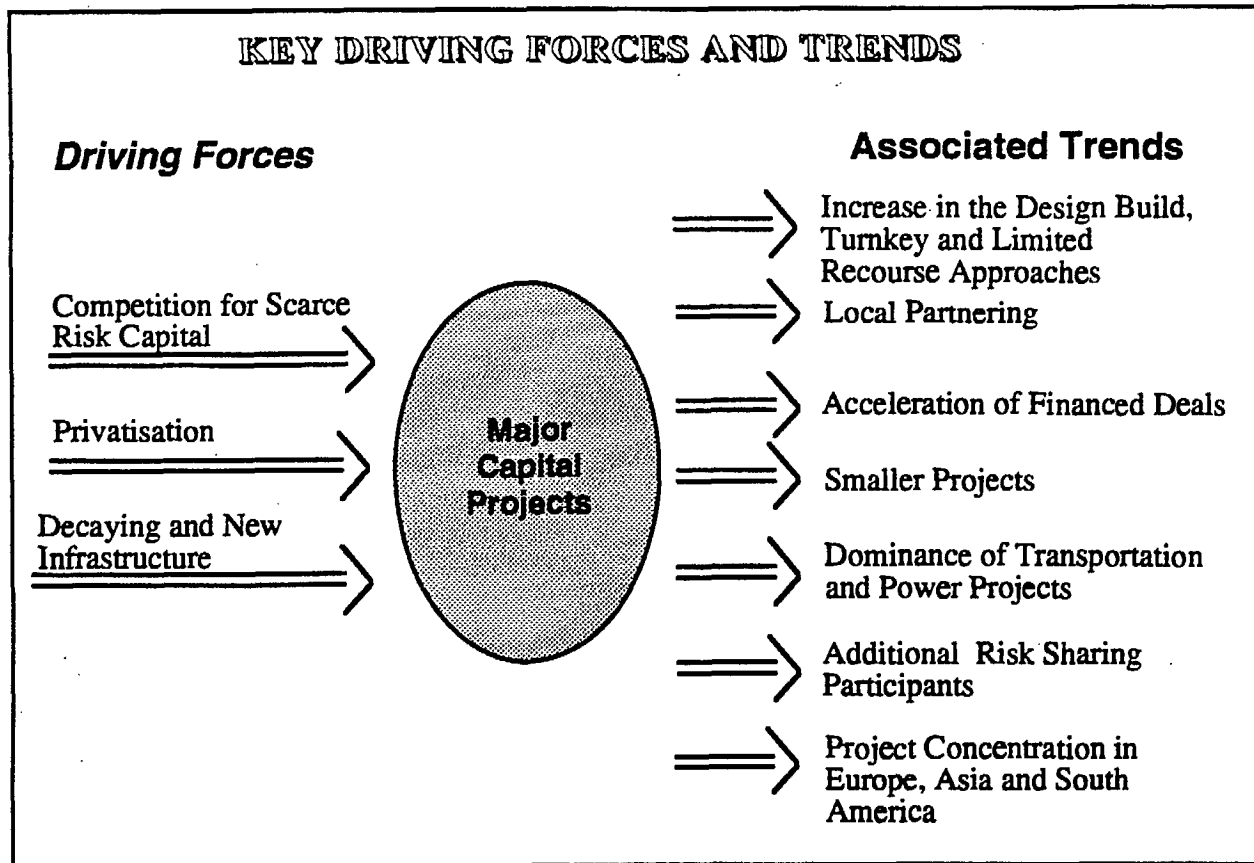 KEY DRIVING FORCES AND TRENDS
Driving Forces
Competition for Scarce
Risk Capital
Privatisation
Decaying and New
Infrastructure
Major
Capital
Projects
Associated Trends
Increase in the Design Build,
Turnkey and Limited
Recourse Approaches
Local Partnering
Acceleration of Financed Deals
Smaller Projects
Dominance of Transportation
and Power Projects
Additional Risk Sharing
Participants
Project Concentration in
Europe, Asia and South
America